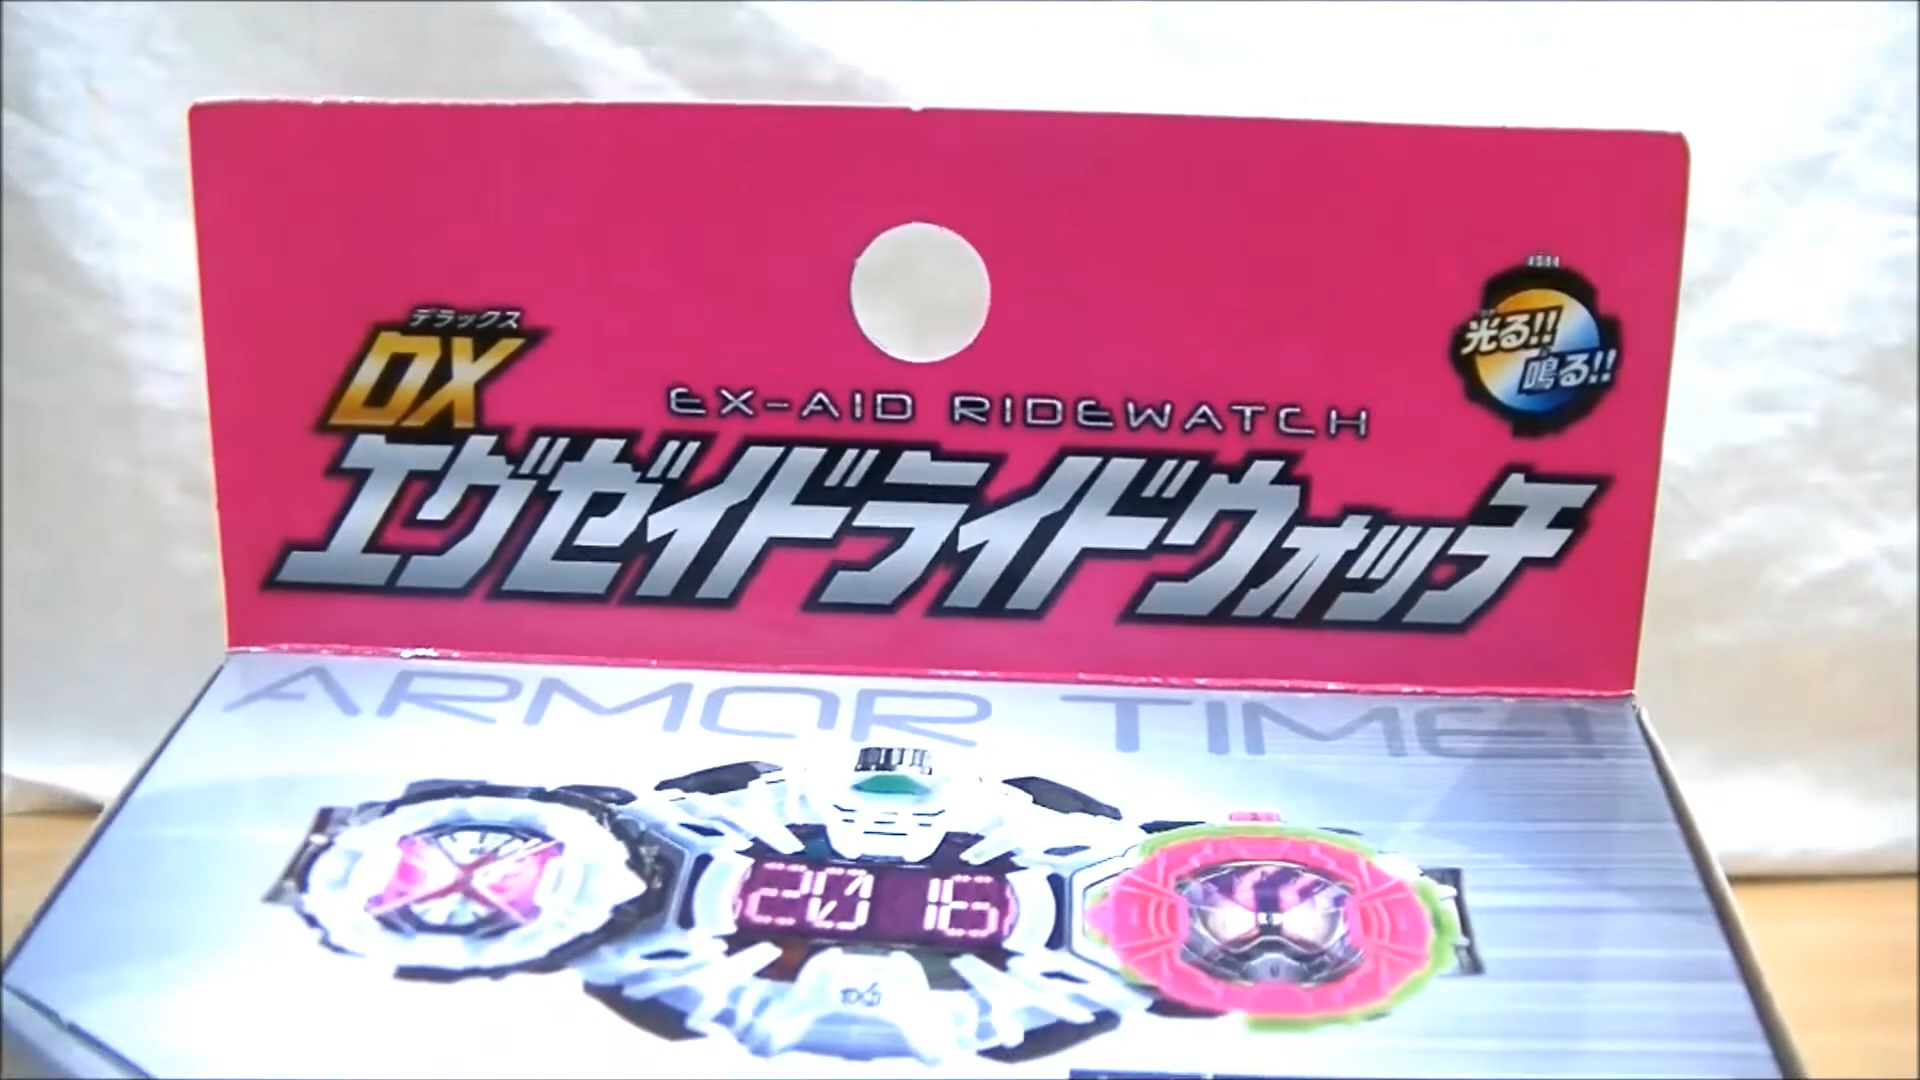 デラックス
DX
EX-AID RIDEWATCH
光る!!
鳴る!!
エグゼイドライドウォッチ
ARMOR TIME!
2016